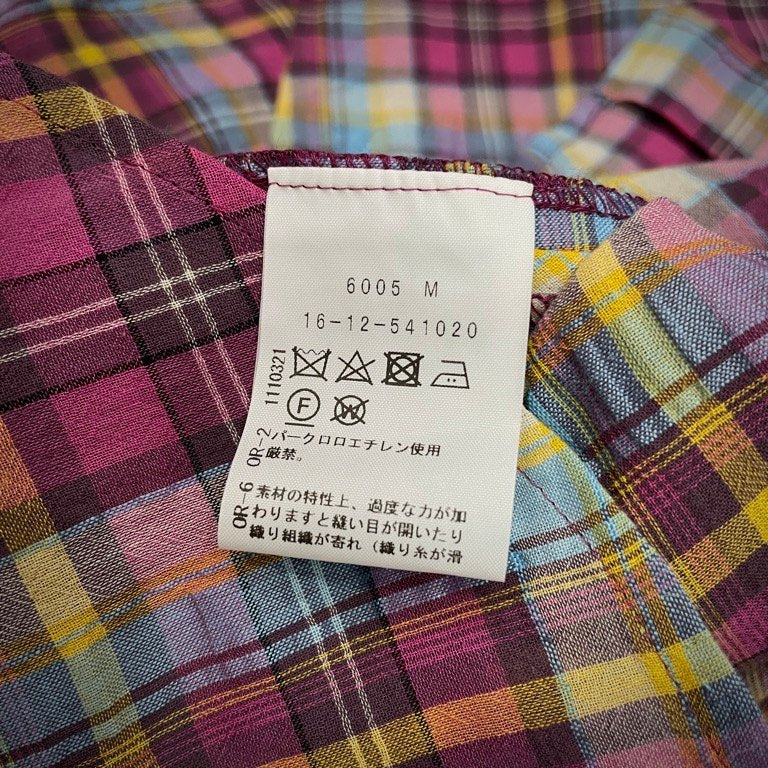 6005 M
16-12-541020
1110321
F
W
OR-2 パークロロエチレン使用
厳禁。
OR-6 素材の特性上、過度な力が加
わりますと縫い目が開いたり
織り組織が寄れ（織り糸が滑